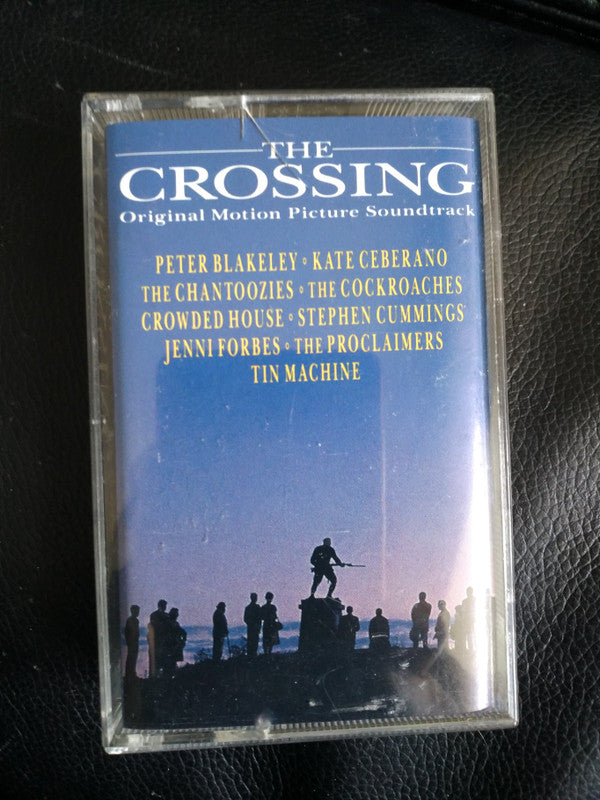 THE
CROSSING
Original Motion Picture Soundtrack
PETER BLAKELEY ◦ KATE CEBERANO
THE CHANTOOZIES ◦ THE COCKROACHES
CROWDED HOUSE ◦ STEPHEN CUMMINGS
JENNI FORBES ◦ THE PROCLAIMERS
TIN MACHINE